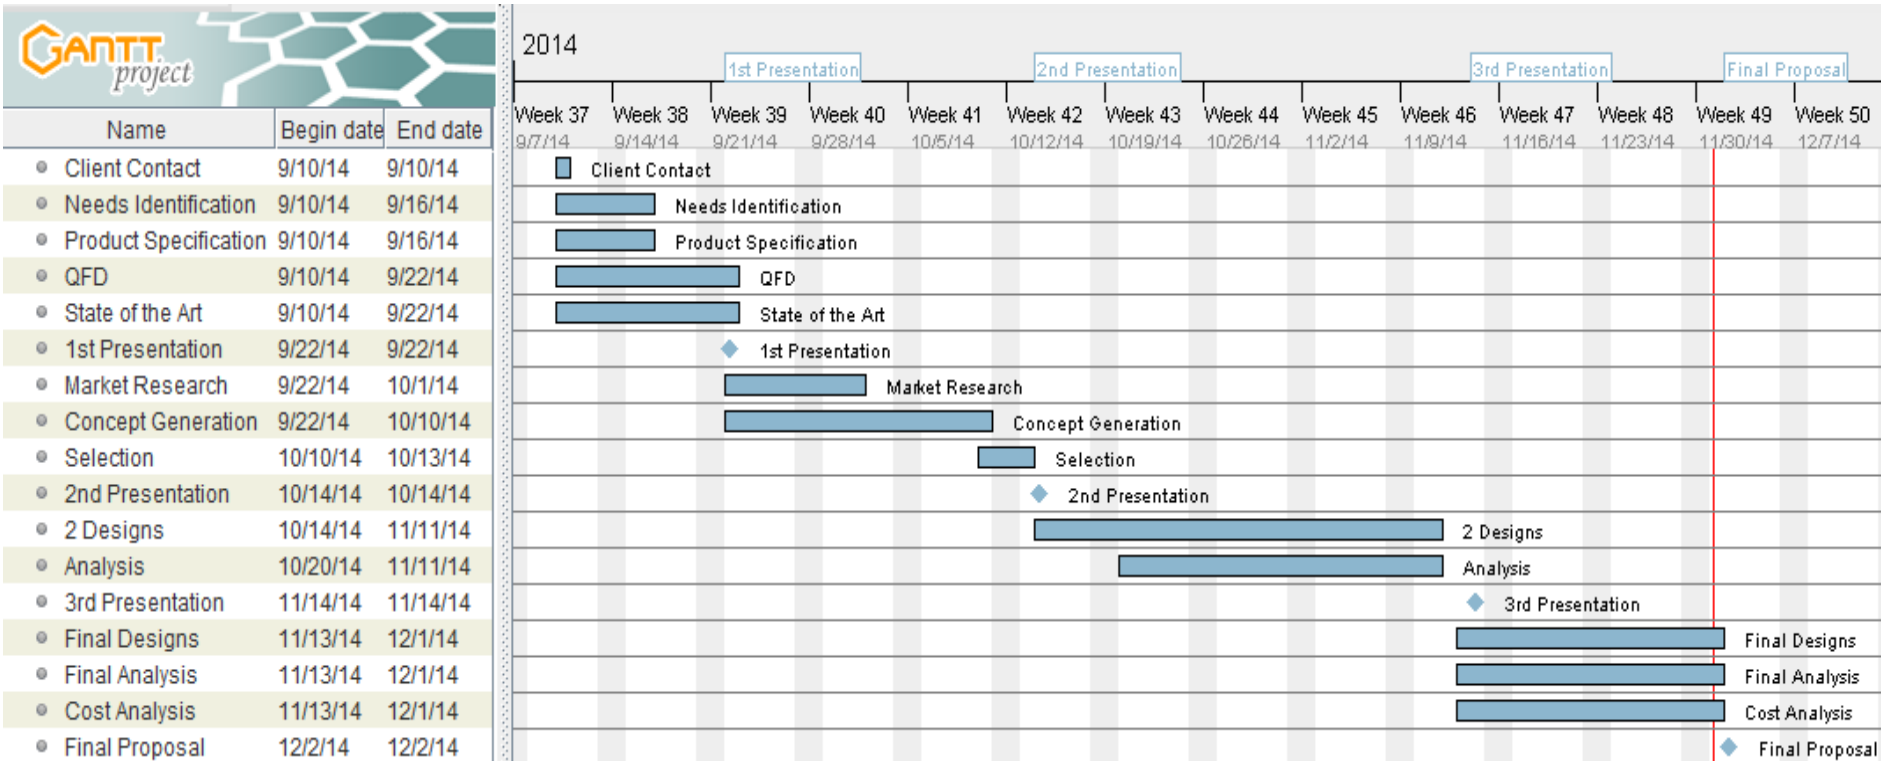 GANTT
project
2014
1st Presentation 2nd Presentation 3rd Presentation Final Proposal
Week 37 Week 38 Week 39 Week 40 Week 41 Week 42 Week 43 Week 44 Week 45 Week 46 Week 47 Week 48 Week 49 Week 50
9/7/14 9/14/14 9/21/14 9/28/14 10/5/14 10/12/14 10/19/14 10/26/14 11/2/14 11/9/14 11/16/14 11/23/14 11/30/14 12/7/14
Name Begin date End date
Client Contact 9/10/14 9/10/14 Client Contact
Needs Identification 9/10/14 9/16/14 Needs Identification
Product Specification 9/10/14 9/16/14 Product Specification
QFD 9/10/14 9/22/14 QFD
State of the Art 9/10/14 9/22/14 State of the Art
1st Presentation 9/22/14 9/22/14 1st Presentation
Market Research 9/22/14 10/1/14 Market Research
Concept Generation 9/22/14 10/10/14 Concept Generation
Selection 10/10/14 10/13/14 Selection
2nd Presentation 10/14/14 10/14/14 2nd Presentation
2 Designs 10/14/14 11/11/14 2 Designs
Analysis 10/20/14 11/11/14 Analysis
3rd Presentation 11/14/14 11/14/14 3rd Presentation
Final Designs 11/13/14 12/1/14 Final Designs
Final Analysis 11/13/14 12/1/14 Final Analysis
Cost Analysis 11/13/14 12/1/14 Cost Analysis
Final Proposal 12/2/14 12/2/14 Final Proposal